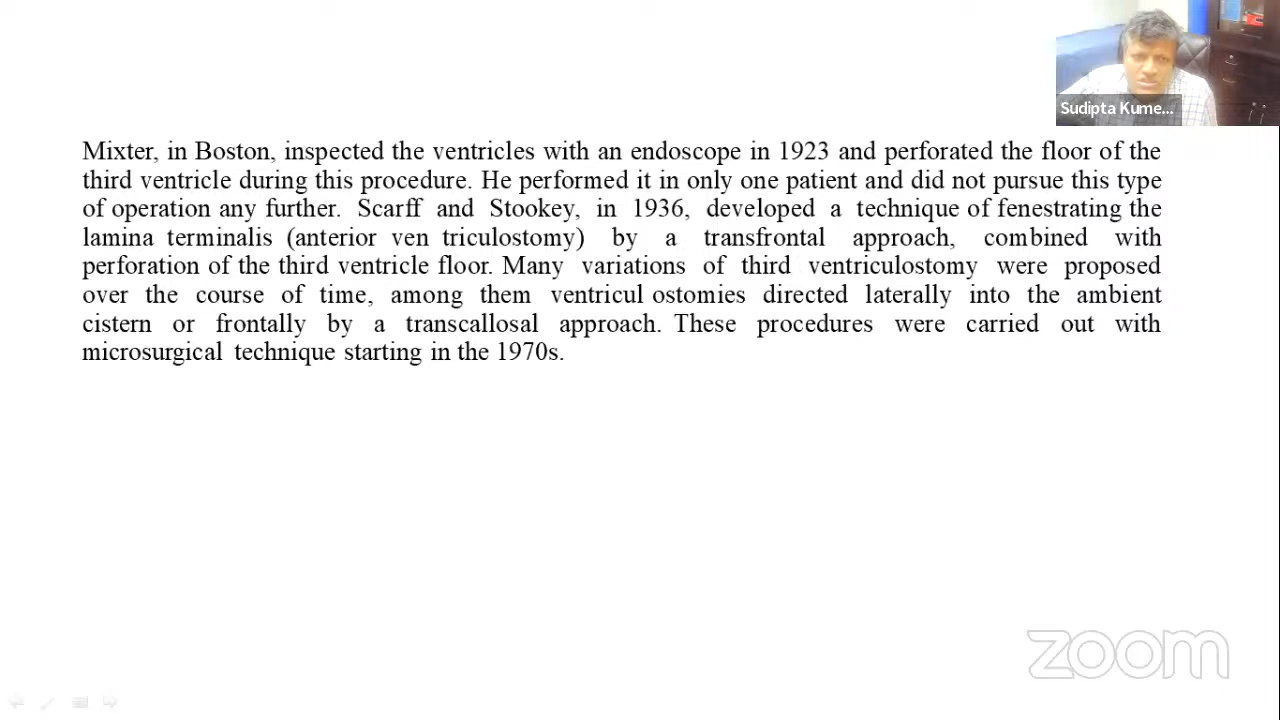 Sudipta Kume...
Mixter, in Boston, inspected the ventricles with an endoscope in 1923 and perforated the floor of the
third ventricle during this procedure. He performed it in only one patient and did not pursue this type
of operation any further. Scarff and Stookey, in 1936, developed a technique of fenestrating the
lamina terminalis (anterior ven triculostomy) by a transfrontal approach, combined with
perforation of the third ventricle floor. Many variations of third ventriculostomy were proposed
over the course of time, among them ventricul ostomies directed laterally into the ambient
cistern or frontally by a transcallosal approach. These procedures were carried out with
microsurgical technique starting in the 1970s.
zoom